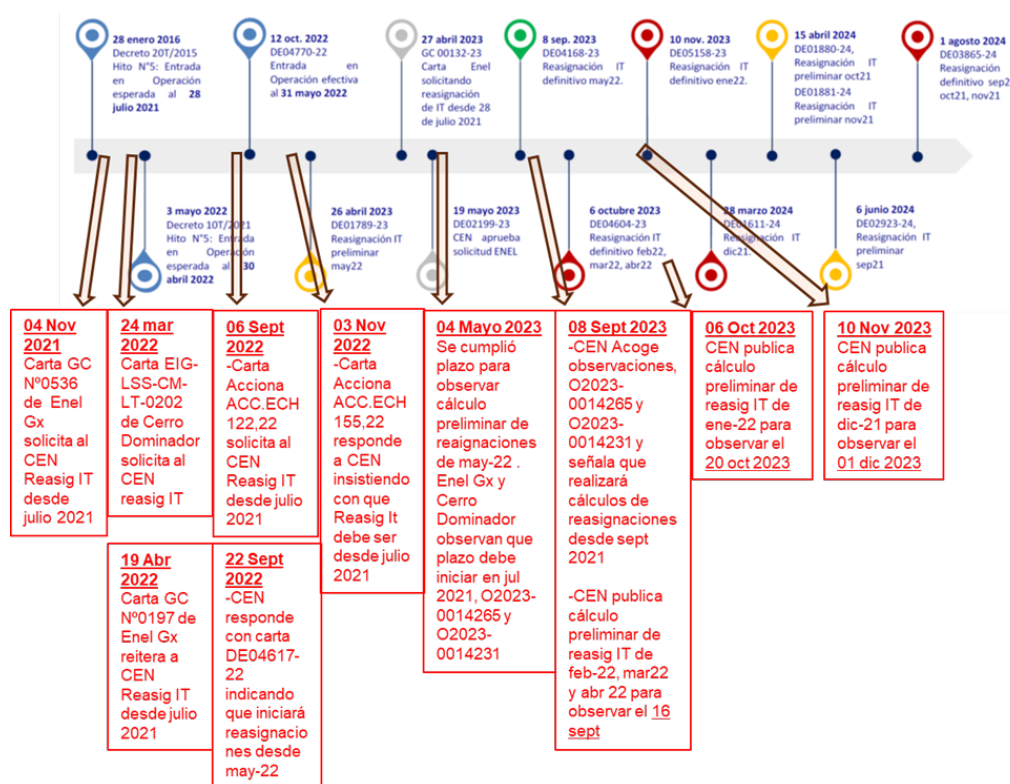 28 enero 2016
Decreto 20T/2015
Hito N°5: Entrada
en Operación
esperada al 28
julio 2021
12 oct. 2022
DE04770-22
Entrada en
Operación efectiva
al 31 mayo 2022
27 abril 2023
GC 00132-23
Carta Enel
solicitando
reasignación
de IT desde 28
de julio 2021
8 sep. 2023
DE04168-23
Reasignación IT
definitivo may22.
10 nov. 2023
DE05158-23
Reasignación IT
definitivo ene22.
15 abril 2024
DE01880-24,
Reasignación IT
preliminar oct21
DE01881-24
Reasignación IT
preliminar nov21
1 agosto 2024
DE03865-24
Reasignación
definitivo sep2
oct21, nov21
3 mayo 2022
Decreto 10T/2021
Hito N°5: Entrada
en Operación
esperada al 30
abril 2022
26 abril 2023
DE01789-23
Reasignación IT
preliminar
may22
19 mayo 2023
DE02199-23
CEN aprueba
solicitud ENEL
6 octubre 2023
DE04604-23
Reasignación IT
definitivo feb22,
mar22, abr22
28 marzo 2024
DE01611-24
Reasignación IT
dic21.
6 junio 2024
DE02923-24,
Reasignación IT
preliminar
sep21
04 Nov
2021
Carta GC
Nº0536
de Enel
Gx
solicita al
CEN
Reasig IT
desde
julio 2021
24 mar
2022
Carta EIG-
LSS-CM-
LT-0202
de Cerro
Dominador
solicita al
CEN
reasig IT
19 Abr
2022
Carta GC
Nº0197 de
Enel Gx
reitera a
CEN
Reasig IT
desde julio
2021
06 Sept
2022
-Carta
Acciona
ACC.ECH
122,22
solicita al
CEN
Reasig IT
desde julio
2021
22 Sept
2022
-CEN
responde
con carta
DE04617-
22
indicando
que iniciará
reasignacio
nes desde
may-22
03 Nov
2022
-Carta
Acciona
ACC.ECH
155,22
responde
a CEN
insistiendo
con que
Reasig It
debe ser
desde julio
2021
04 Mayo 2023
Se cumplió
plazo para
observar
cálculo
preliminar de
reaignaciones
de may-22 .
Enel Gx y
Cerro
Dominador
observan que
plazo debe
iniciar en jul
2021, O2023-
0014265 y
O2023-
0014231
08 Sept 2023
-CEN Acoge
observaciones,
O2023-
0014265 y
O2023-
0014231 y
señala que
realizará
cálculos de
reasignaciones
desde sept
2021
-CEN publica
cálculo
preliminar de
reasig IT de
feb-22, mar22
y abr 22 para
observar el 16
sept
06 Oct 2023
CEN publica
cálculo
preliminar de
reasig IT de
ene-22 para
observar el
20 oct 2023
10 Nov 2023
CEN publica
cálculo
preliminar de
reasig IT de
dic-21 para
observar el
01 dic 2023